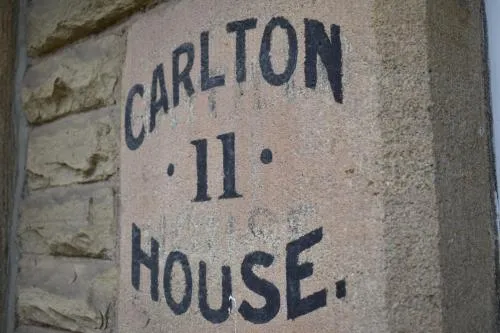 CARLTON
· 11 ·
HOUSE.